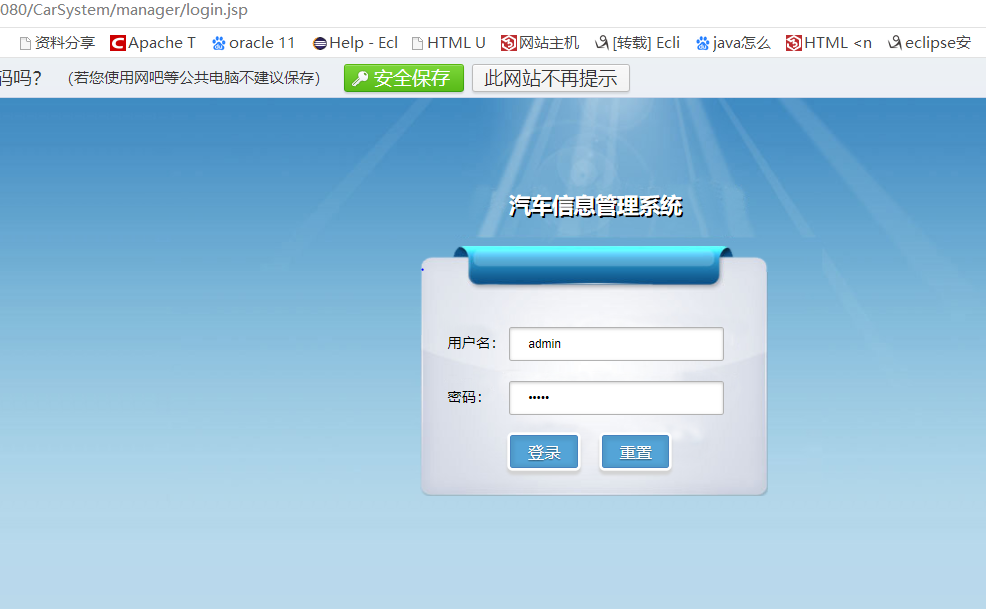 080/CarSystem/manager/login.jsp
资料分享 Apache T oracle 11 Help - Ecl HTML U 网站主机 [转载] Ecli java怎么 HTML <n eclipse安
码吗? （若您使用网吧等公共电脑不建议保存） 安全保存 此网站不再提示
汽车信息管理系统
用户名: admin
密码: •••••
登录 重置